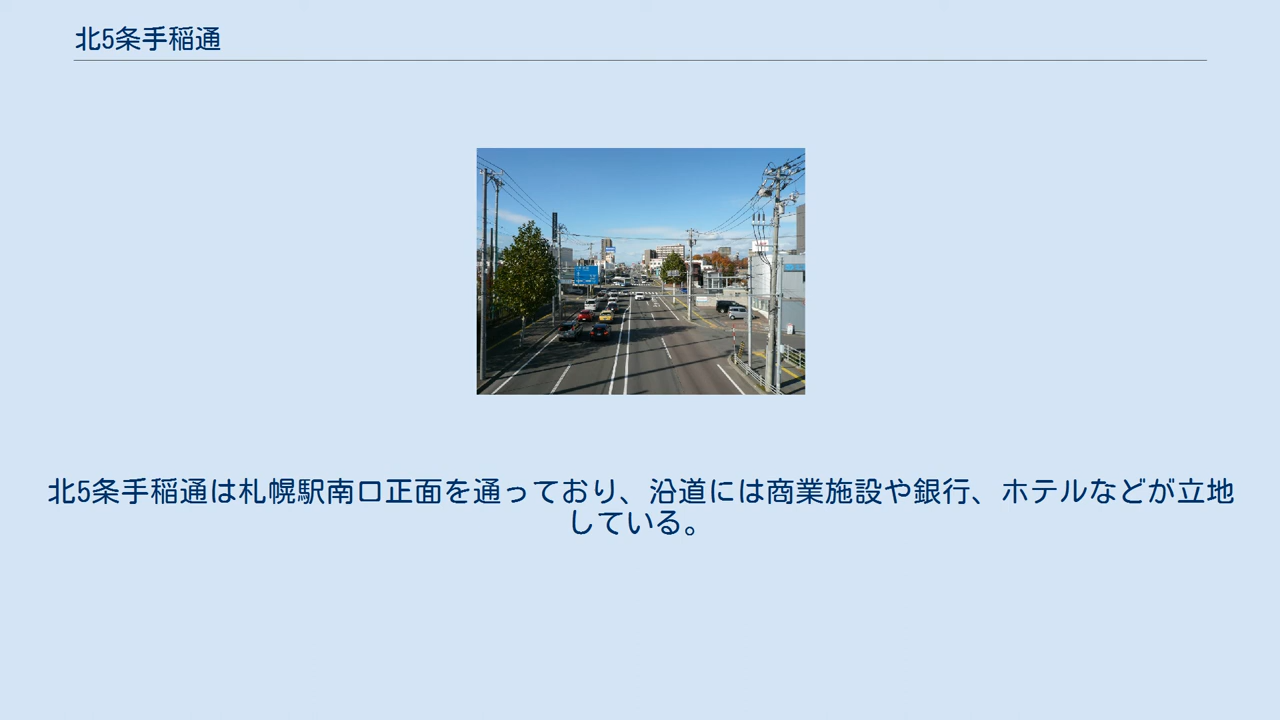 北5条手稲通
北5条手稲通は札幌駅南口正面を通っており、沿道には商業施設や銀行、ホテルなどが立地
している。